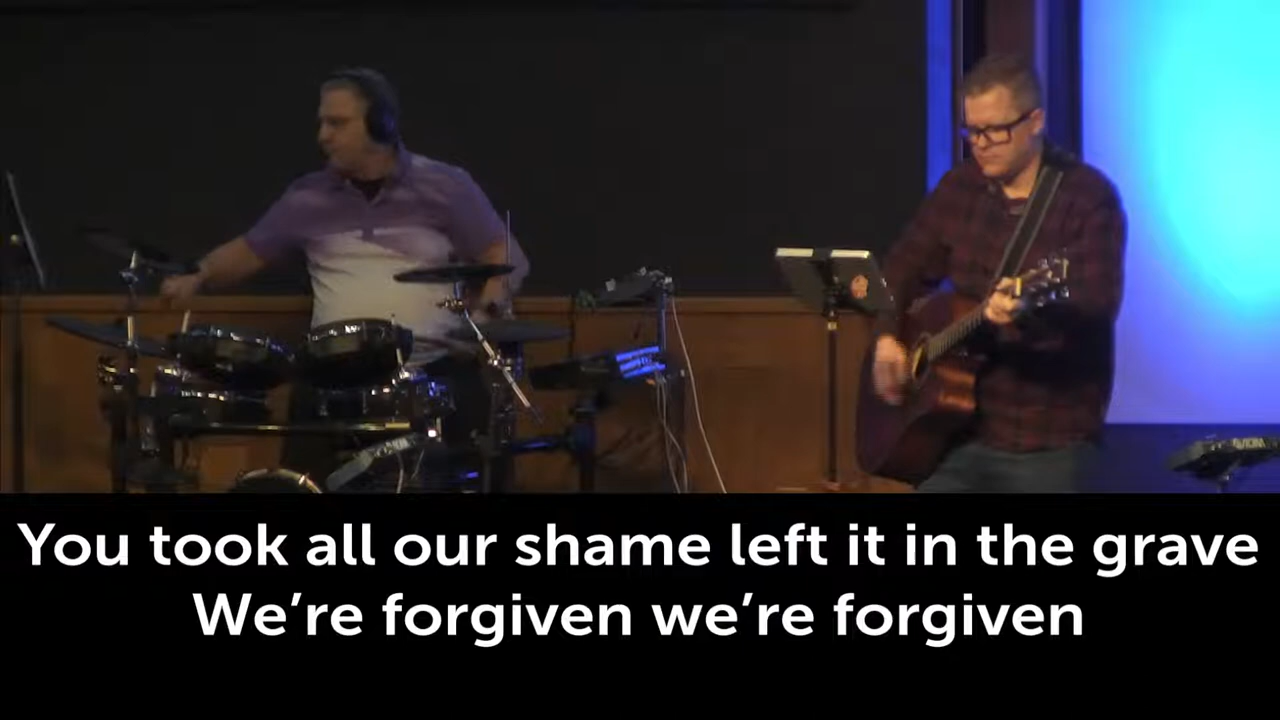 You took all our shame left it in the grave
We’re forgiven we’re forgiven